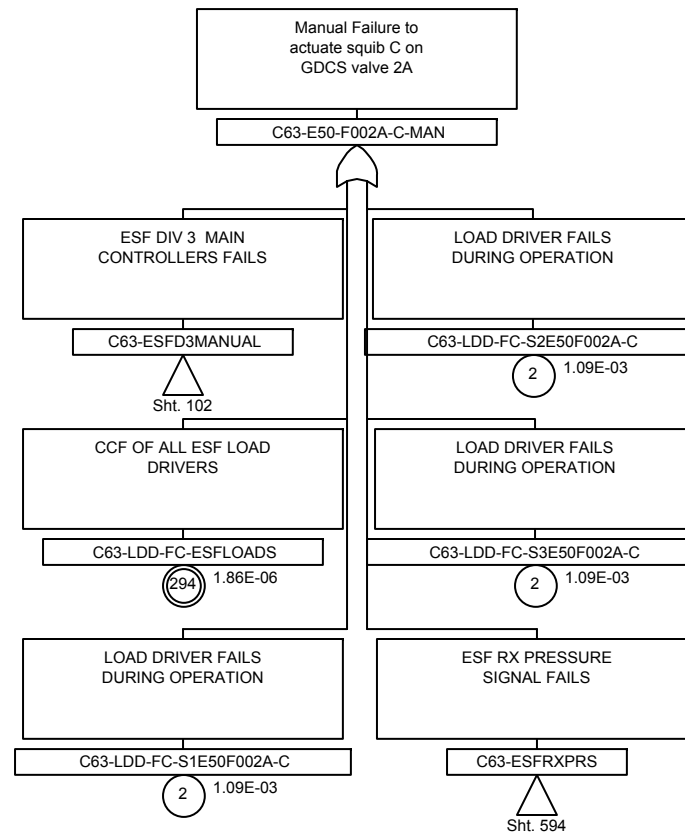 Manual Failure to
actuate squib C on
GDCS valve 2A
C63-E50-F002A-C-MAN
ESF DIV 3 MAIN
CONTROLLERS FAILS
C63-ESFD3MANUAL
Sht. 102
LOAD DRIVER FAILS
DURING OPERATION
C63-LDD-FC-S2E50F002A-C
2
1.09E-03
CCF OF ALL ESF LOAD
DRIVERS
C63-LDD-FC-ESFLOADS
294
1.86E-06
LOAD DRIVER FAILS
DURING OPERATION
C63-LDD-FC-S3E50F002A-C
2
1.09E-03
LOAD DRIVER FAILS
DURING OPERATION
C63-LDD-FC-S1E50F002A-C
2
1.09E-03
ESF RX PRESSURE
SIGNAL FAILS
C63-ESFRXPRS
Sht. 594